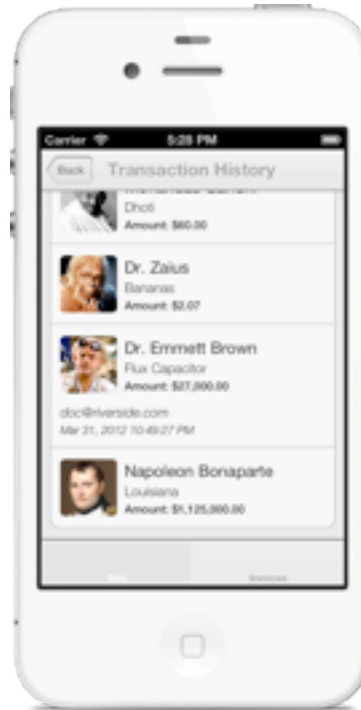 Carrier 5:28 PM
Back Transaction History
Dhoti
Amount: $60.00
Dr. Zaius
Bananas
Amount: $2.07
Dr. Emmett Brown
Flux Capacitor
Amount: $27,000.00
doc@riverside.com
Mar 31, 2012 10:49:27 PM
Napoleon Bonaparte
Louisiana
Amount: $1,125,000.00
Invoices